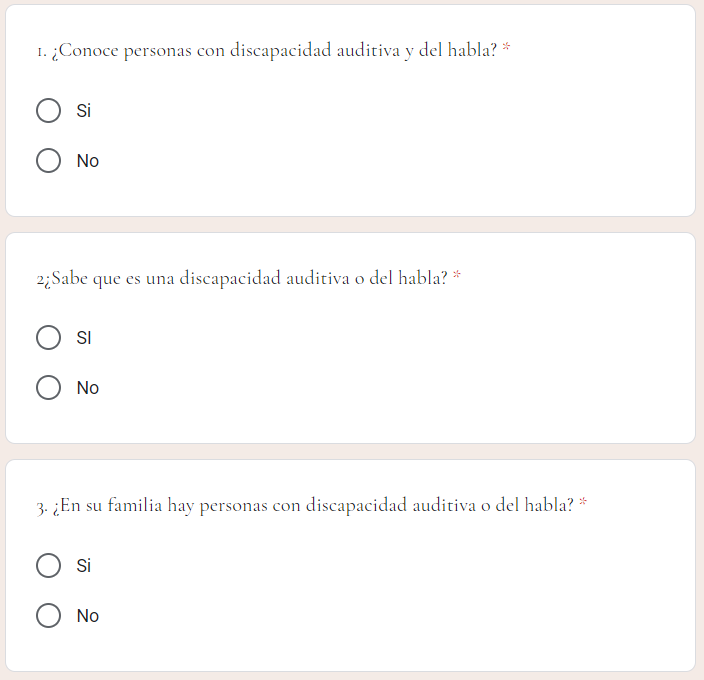 1. ¿Conoce personas con discapacidad auditiva y del habla? *
Si
No
2¿Sabe que es una discapacidad auditiva o del habla? *
SI
No
3. ¿En su familia hay personas con discapacidad auditiva o del habla? *
Si
No